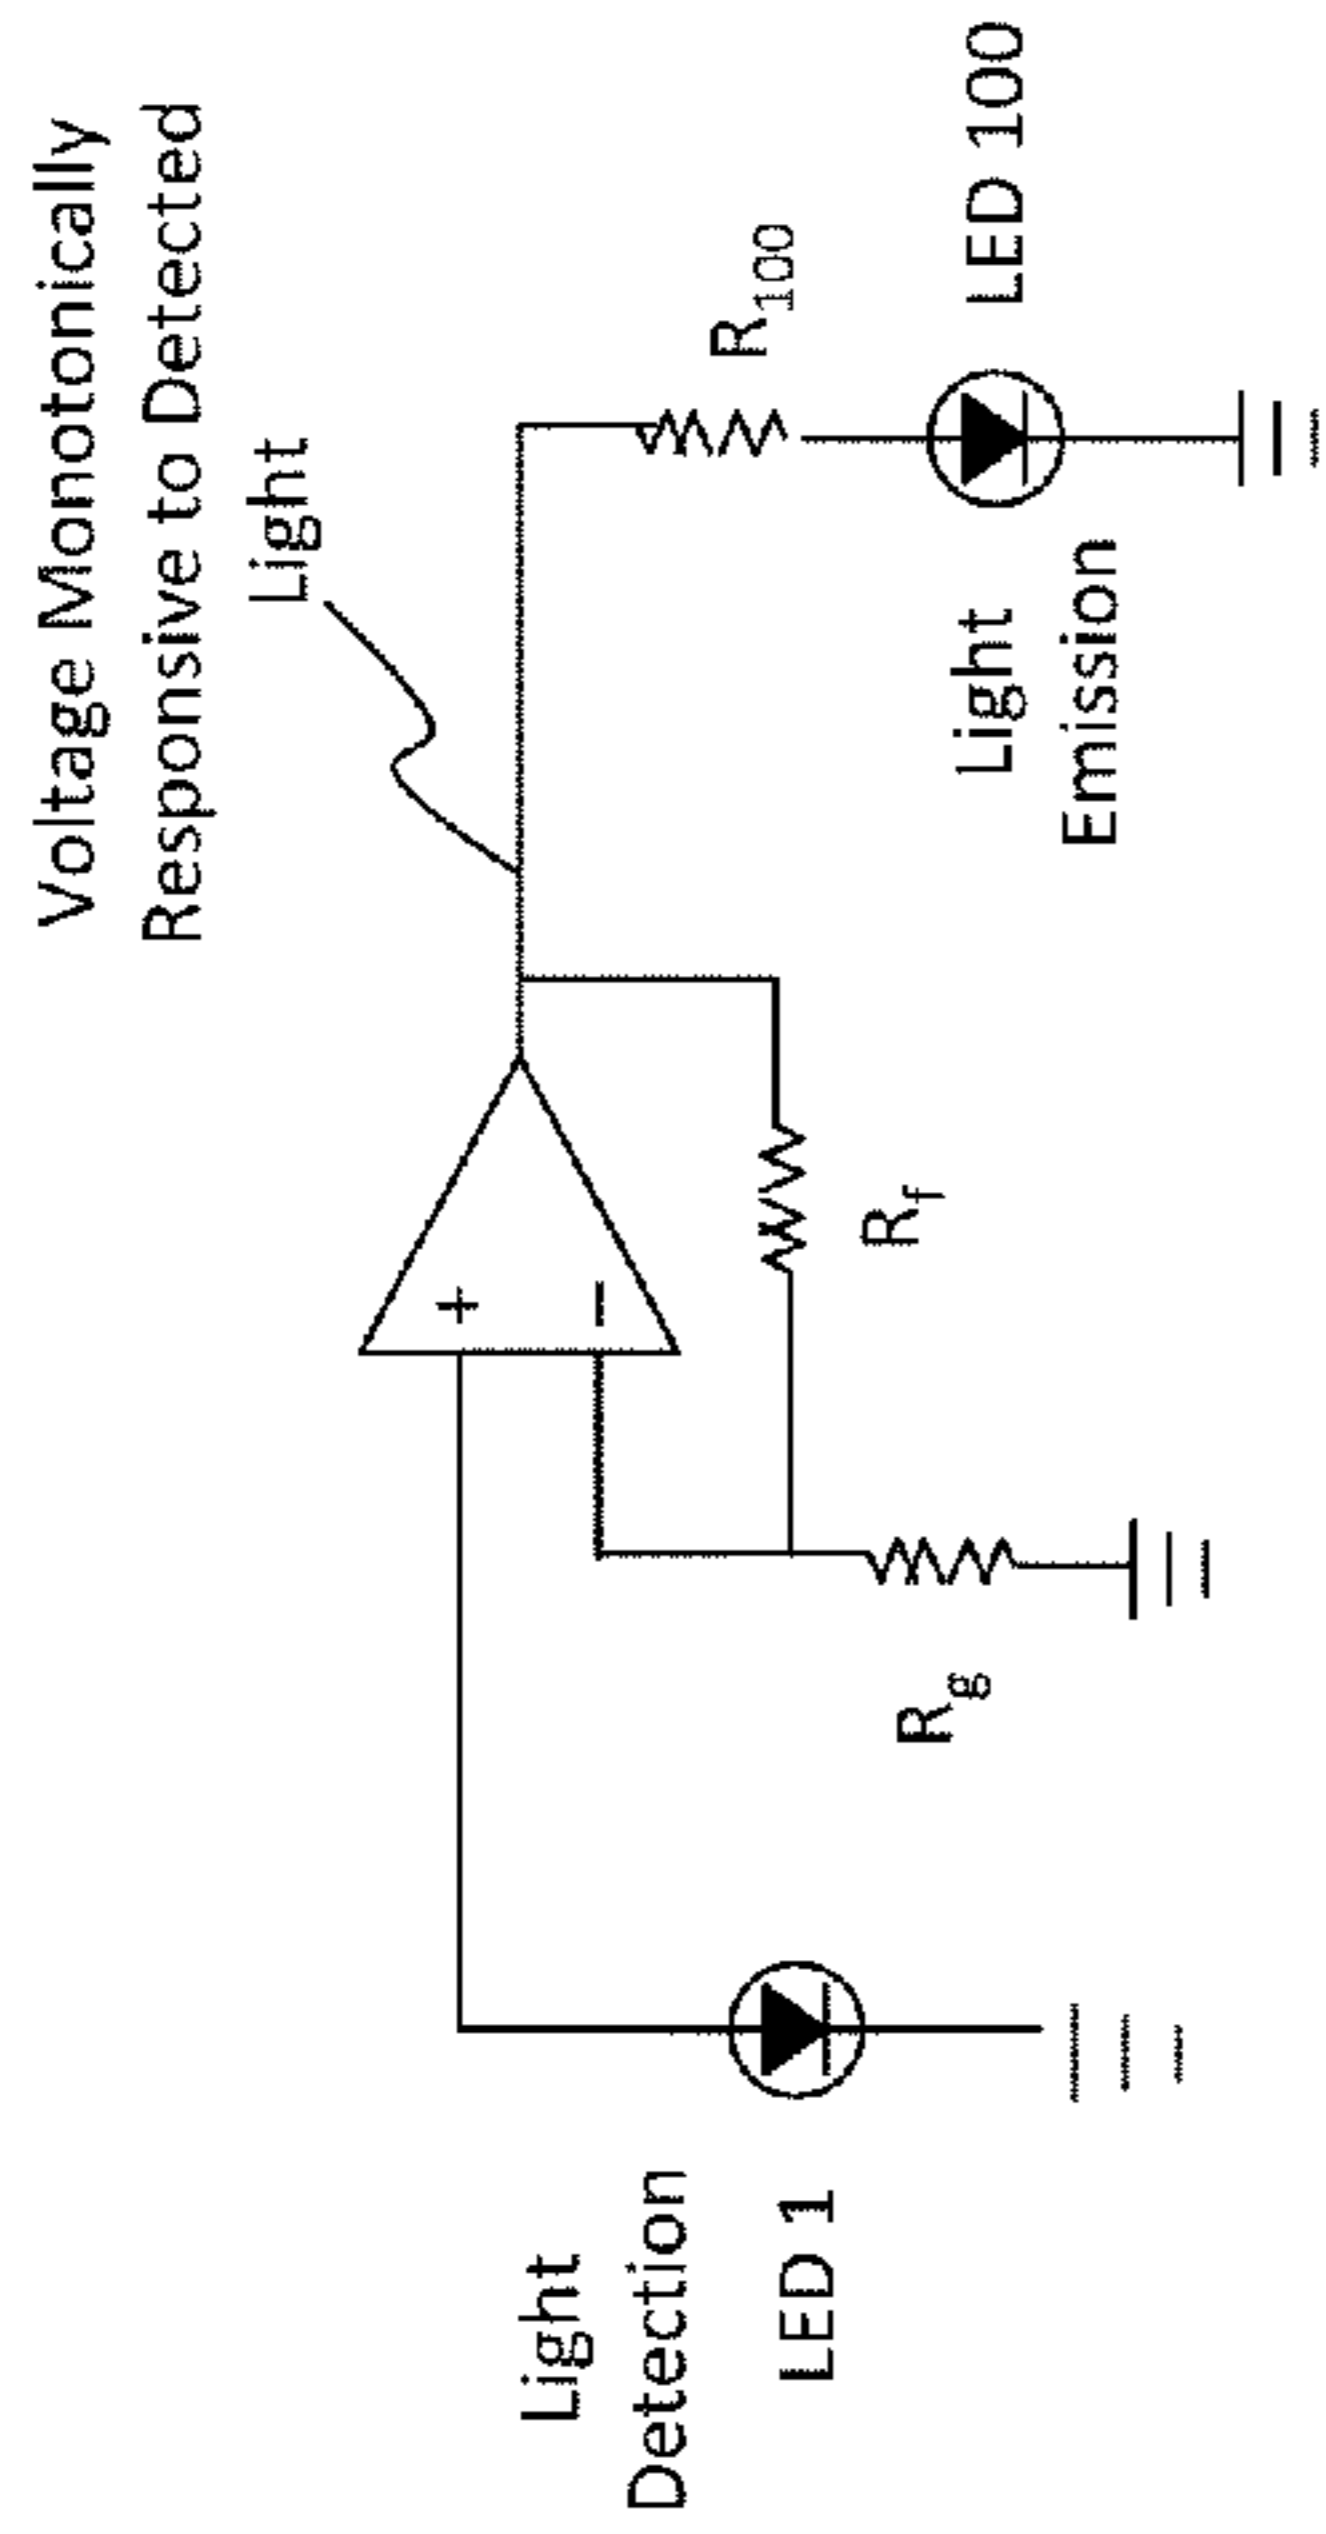 Voltage Monotonically
Responsive to Detected
Light
+
−
Light
Detection
LED 1
Rg
Rf
R100
Light
Emission
LED 100